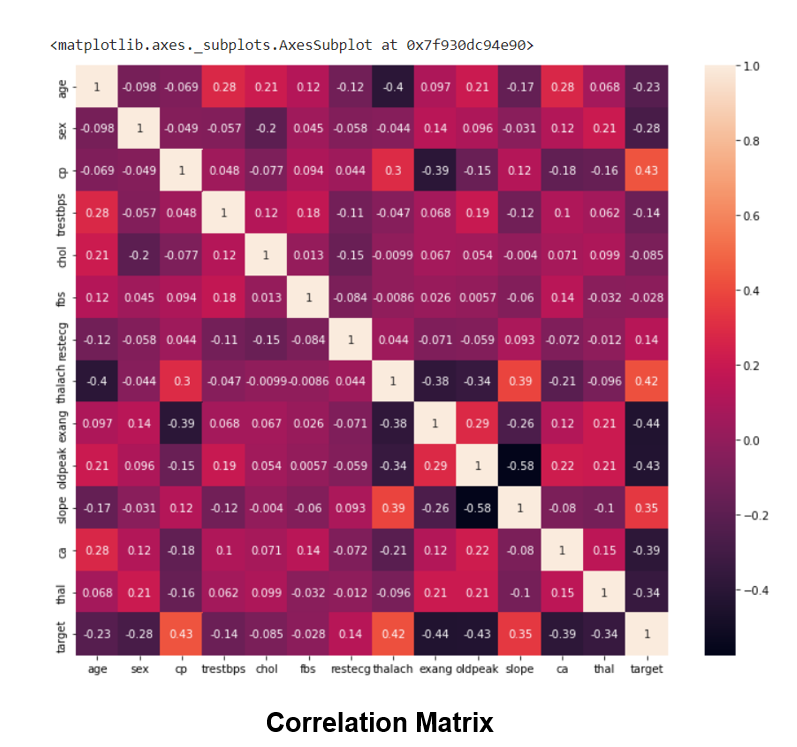 <matplotlib.axes._subplots.AxesSubplot at 0x7f930dc94e90>
age 1 -0.098 -0.069 0.28 0.21 0.12 -0.12 -0.4 0.097 0.21 -0.17 0.28 0.068 -0.23
sex -0.098 1 -0.049 -0.057 -0.2 0.045 -0.058 -0.044 0.14 0.096 -0.031 0.12 0.21 -0.28
cp -0.069 -0.049 1 0.048 -0.077 0.094 0.044 0.3 -0.39 -0.15 0.12 -0.18 -0.16 0.43
trestbps 0.28 -0.057 0.048 1 0.12 0.18 -0.11 -0.047 0.068 0.19 -0.12 0.1 0.062 -0.14
chol 0.21 -0.2 -0.077 0.12 1 0.013 -0.15 -0.0099 0.067 0.054 -0.004 0.071 0.099 -0.085
fbs 0.12 0.045 0.094 0.18 0.013 1 -0.084 -0.0086 0.026 0.0057 -0.06 0.14 -0.032 -0.028
restecg -0.12 -0.058 0.044 -0.11 -0.15 -0.084 1 0.044 -0.071 -0.059 0.093 -0.072 -0.012 0.14
thalach -0.4 -0.044 0.3 -0.047 -0.0099 -0.0086 0.044 1 -0.38 -0.34 0.39 -0.21 -0.096 0.42
exang 0.097 0.14 -0.39 0.068 0.067 0.026 -0.071 -0.38 1 0.29 -0.26 0.12 0.21 -0.44
oldpeak 0.21 0.096 -0.15 0.19 0.054 0.0057 -0.059 -0.34 0.29 1 -0.58 0.22 0.21 -0.43
slope -0.17 -0.031 0.12 -0.12 -0.004 -0.06 0.093 0.39 -0.26 -0.58 1 -0.08 -0.1 0.35
ca 0.28 0.12 -0.18 0.1 0.071 0.14 -0.072 -0.21 0.12 0.22 -0.08 1 0.15 -0.39
thal 0.068 0.21 -0.16 0.062 0.099 -0.032 -0.012 -0.096 0.21 0.21 -0.1 0.15 1 -0.34
target -0.23 -0.28 0.43 -0.14 -0.085 -0.028 0.14 0.42 -0.44 -0.43 0.35 -0.39 -0.34 1
age sex cp trestbps chol fbs restecg thalach exang oldpeak slope ca thal target
1.0
0.8
0.6
0.4
0.2
0.0
−0.2
−0.4
Correlation Matrix